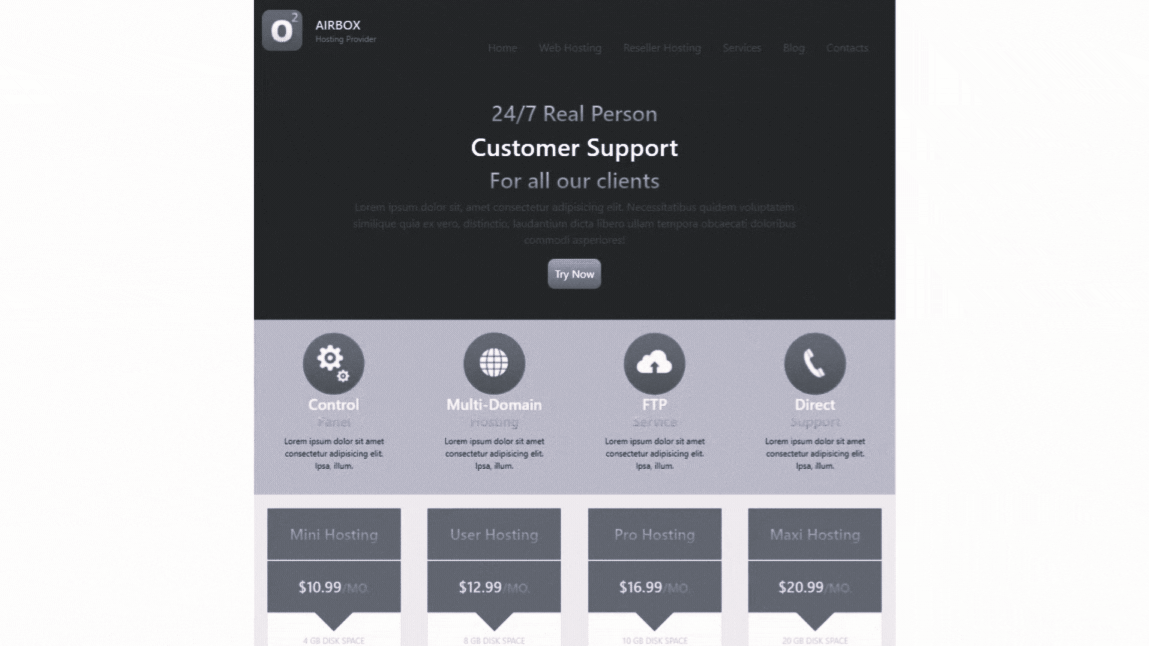 O2
AIRBOX
Hosting Provider
Home Web Hosting Reseller Hosting Services Blog Contacts
24/7 Real Person
Customer Support
For all our clients
Lorem ipsum dolor sit, amet consectetur adipisicing elit. Necessitatibus quidem voluptatem
similique quia ex vero, distinctio, laudantium dicta libero ullam tempora obcaecati doloribus
commodi asperiores!
Try Now
Control
Panel
Lorem ipsum dolor sit amet
consectetur adipisicing elit.
Ipsa, illum.
Multi-Domain
Hosting
Lorem ipsum dolor sit amet
consectetur adipisicing elit.
Ipsa, illum.
FTP
Service
Lorem ipsum dolor sit amet
consectetur adipisicing elit.
Ipsa, illum.
Direct
Support
Lorem ipsum dolor sit amet
consectetur adipisicing elit.
Ipsa, illum.
Mini Hosting
$10.99/MO.
4 GB DISK SPACE
User Hosting
$12.99/MO.
8 GB DISK SPACE
Pro Hosting
$16.99/MO.
10 GB DISK SPACE
Maxi Hosting
$20.99/MO.
20 GB DISK SPACE